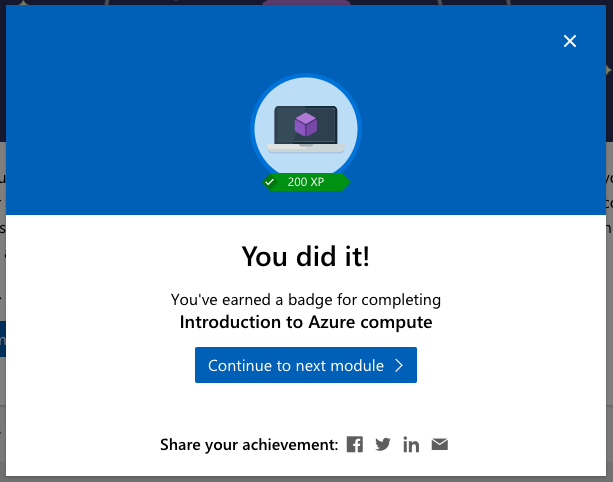 200 XP
You did it!
You've earned a badge for completing
Introduction to Azure compute
Continue to next module
Share your achievement: